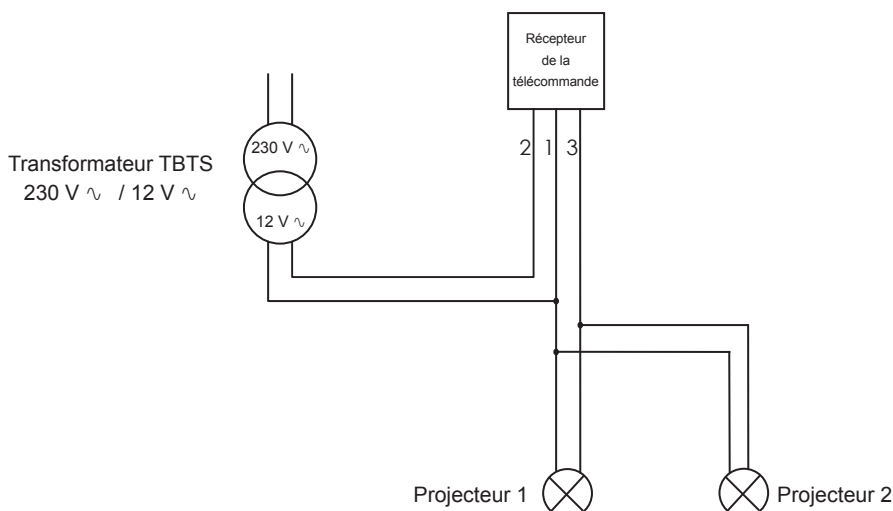 Récepteur
de la
télécommande
230 V ∿
2 1 3
Transformateur TBTS
230 V ∿ / 12 V ∿
12 V ∿
Projecteur 1
Projecteur 2